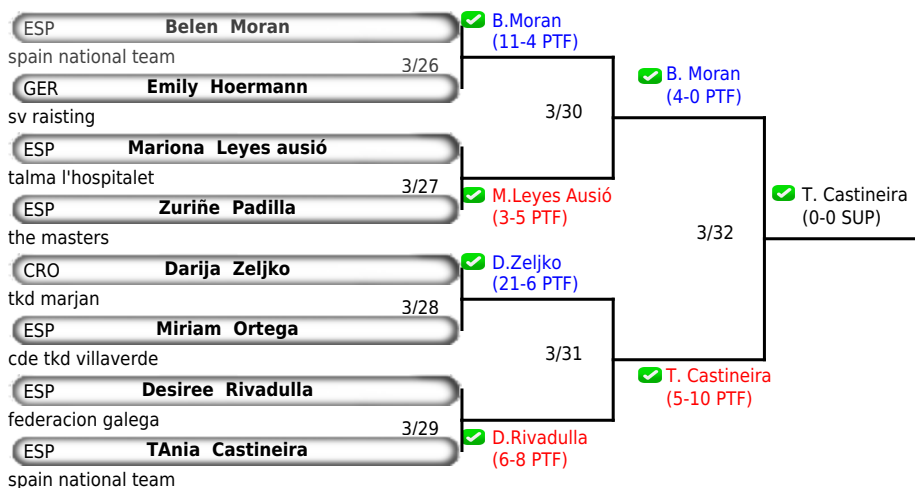 ESP Belen Moran
spain national team
3/26
GER Emily Hoermann
sv raisting
ESP Mariona Leyes ausió
talma l'hospitalet
3/27
ESP Zuriñe Padilla
the masters
CRO Darija Zeljko
tkd marjan
3/28
ESP Miriam Ortega
cde tkd villaverde
ESP Desiree Rivadulla
federacion galega
3/29
ESP TAnia Castineira
spain national team
B.Moran
(11-4 PTF)
3/30
M.Leyes Ausió
(3-5 PTF)
D.Zeljko
(21-6 PTF)
3/31
D.Rivadulla
(6-8 PTF)
B. Moran
(4-0 PTF)
3/32
T. Castineira
(5-10 PTF)
T. Castineira
(0-0 SUP)